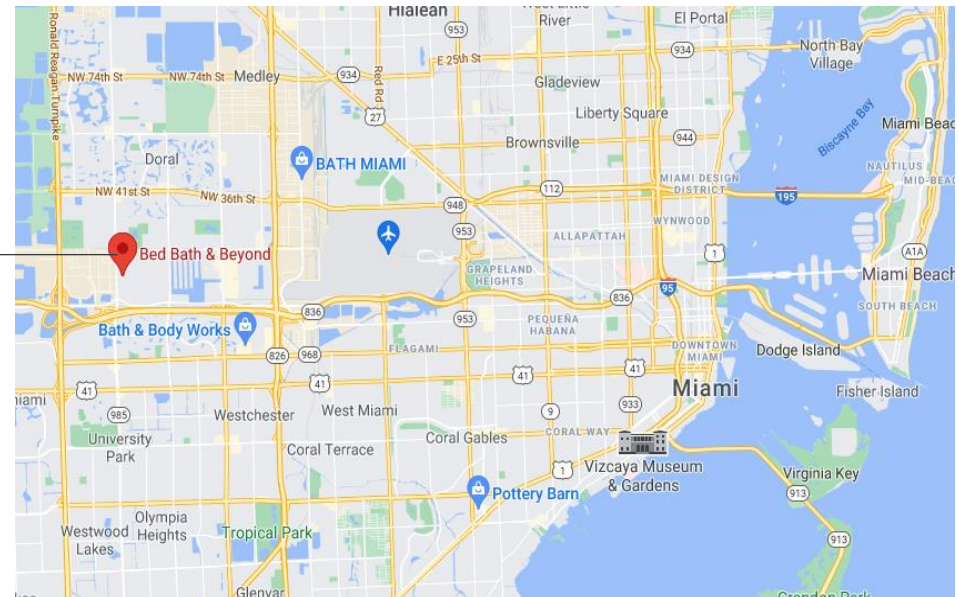 Hialeah
West Little
River
El Portal
953
934
North Bay
Village
E 25th St
Ronald Reagan Turnpike
NW 74th St
NW 74th St
Medley
934
Red Rd
Gladeview
27
Liberty Square
Biscayne Bay
Miami Beac
944
Brownsville
Doral
BATH MIAMI
NAUTILUS
MID-BEAC
MIAMI DESIGN
DISTRICT
112
195
NW 41st St
NW 36th St
948
WYNWOOD
953
ALLAPATTAH
1
A1A
Bed Bath & Beyond
GRAPELAND
HEIGHTS
Miami Beach
95
836
836
SOUTH BEACH
953
PEQUEÑA
HABANA
Bath & Body Works
FLAGAMI
DOWNTOWN
MIAMI
Dodge Island
826
968
41
41
41
41
Miami
Fisher Island
iami
985
933
9
Westchester
West Miami
University
Park
Coral Terrace
Coral Gables
CORAL WAY
1
Vizcaya Museum
& Gardens
Virginia Key
Pottery Barn
913
Olympia
Heights
Westwood
Lakes
Tropical Park
913
Glenvar
Crandon Park